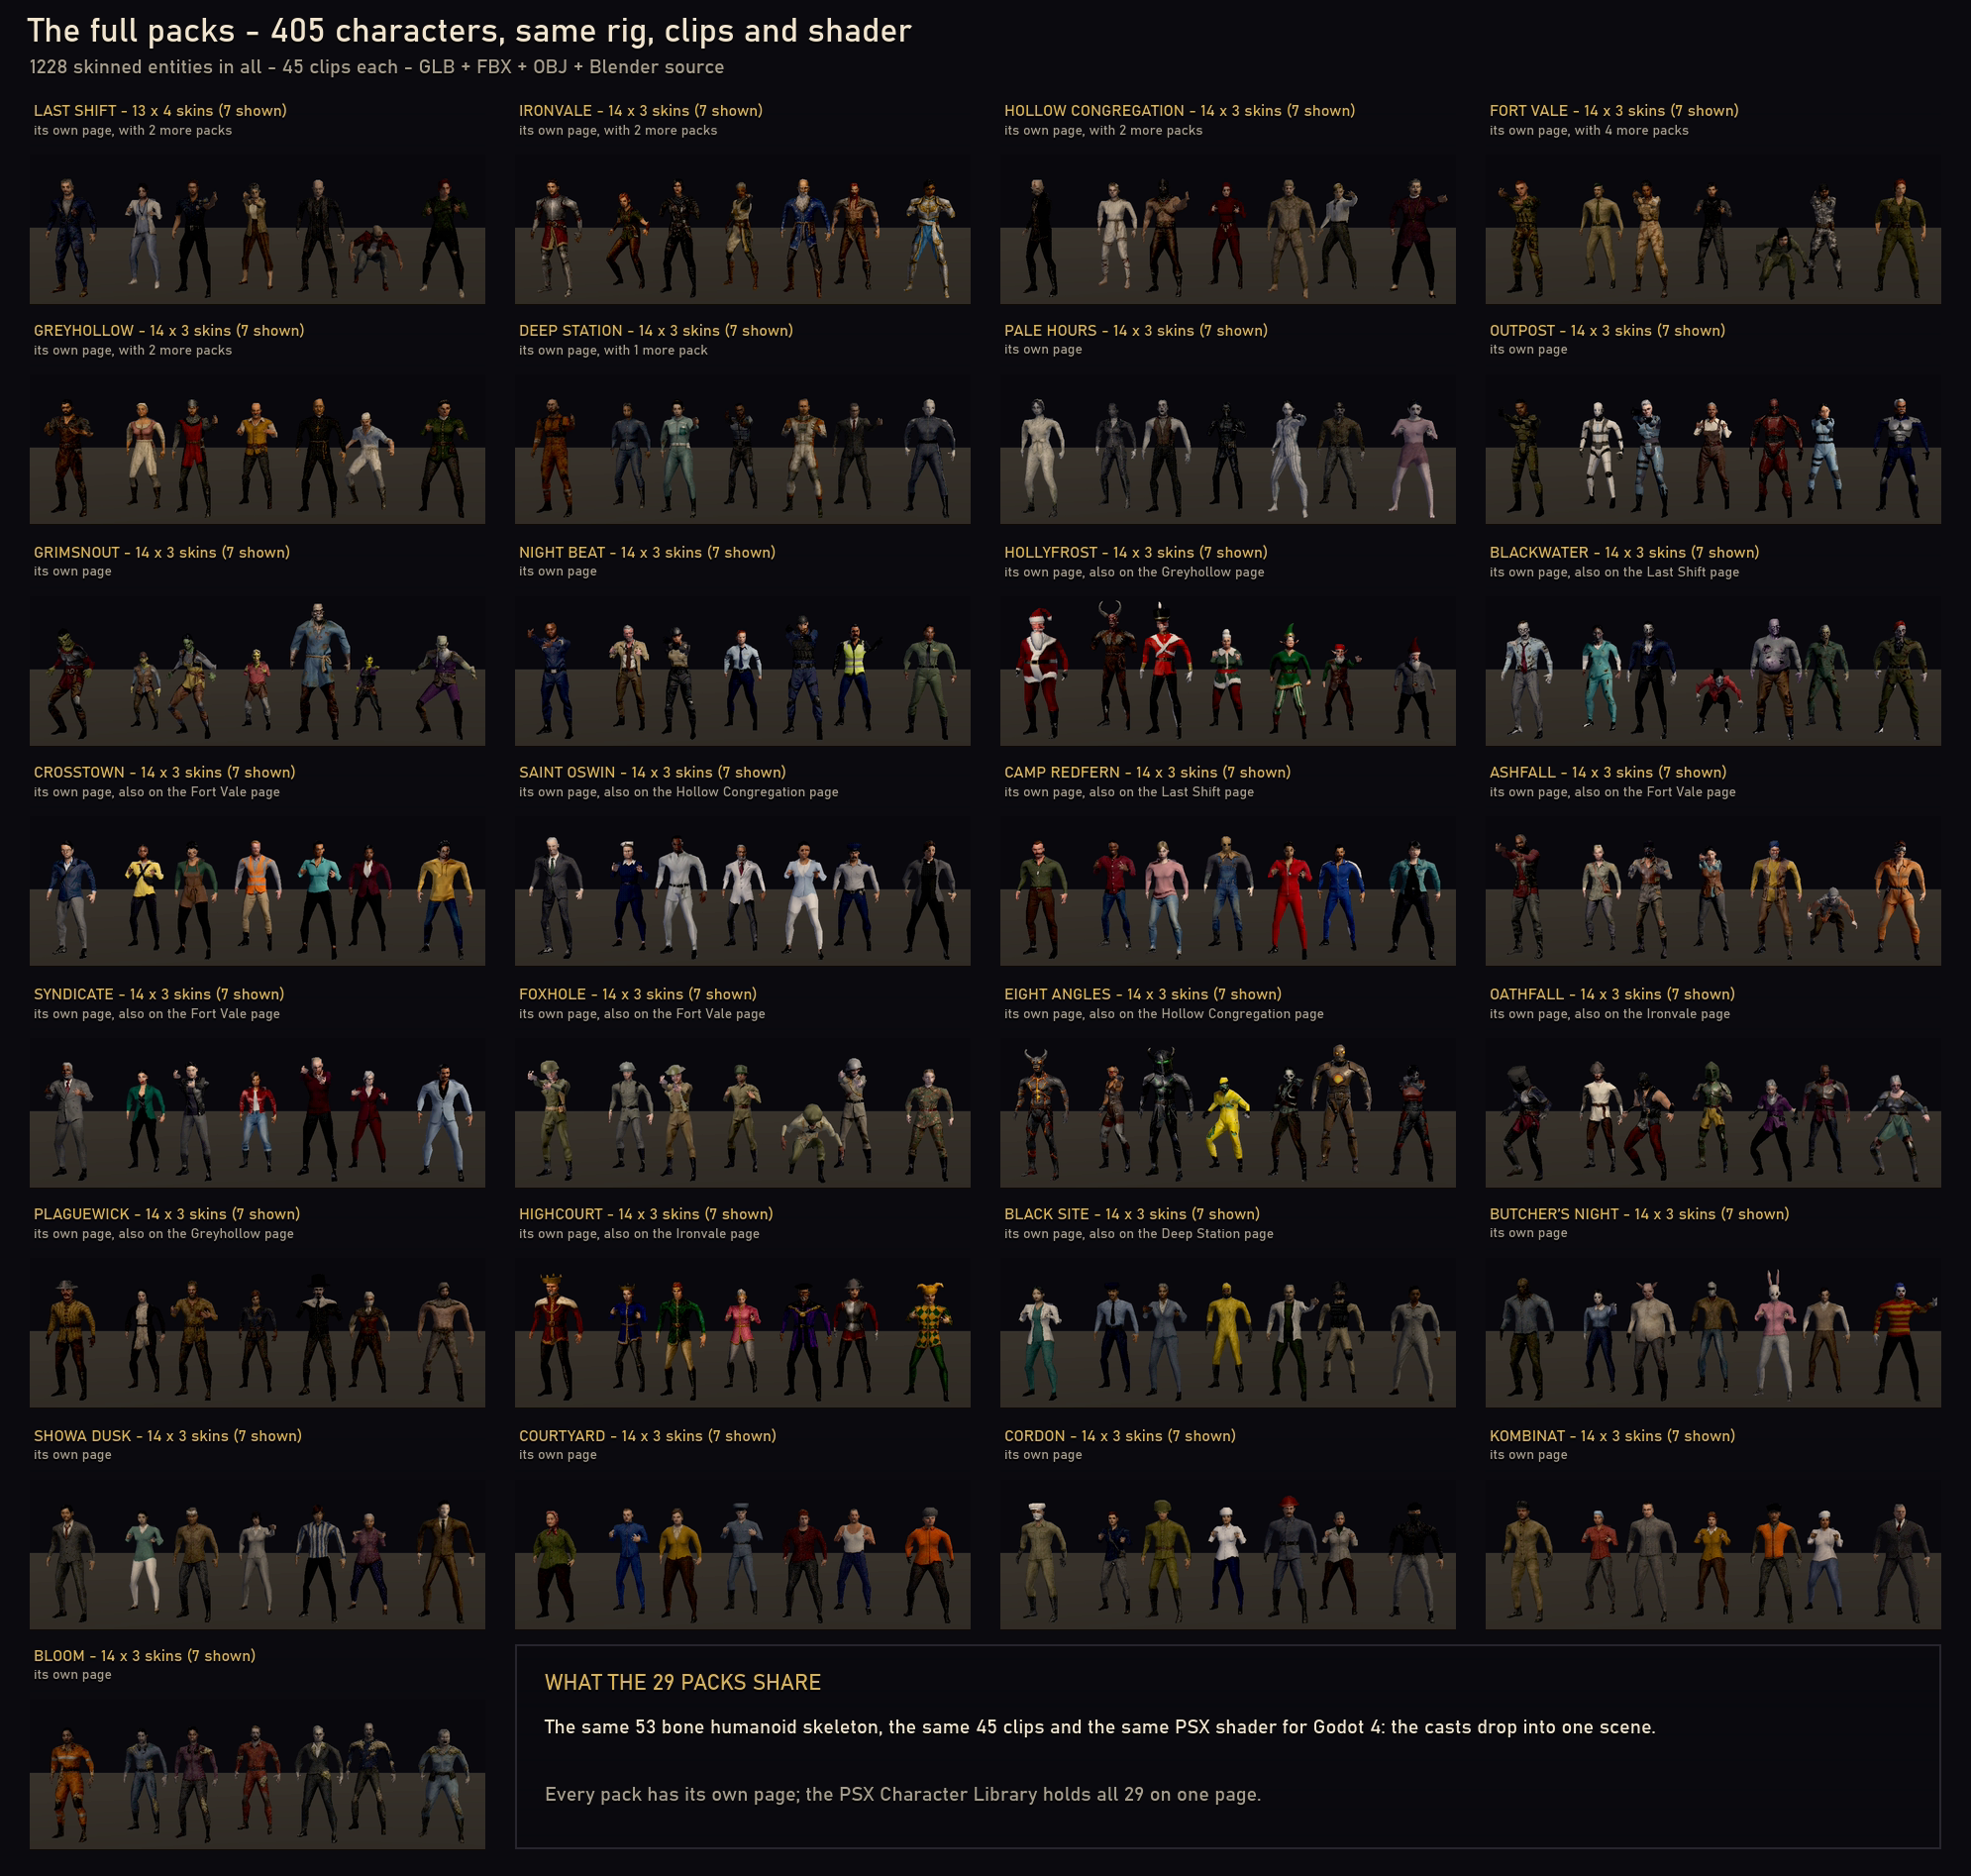 The full packs - 405 characters, same rig, clips and shader
1228 skinned entities in all - 45 clips each - GLB + FBX + OBJ + Blender source
LAST SHIFT - 13 x 4 skins (7 shown)
its own page, with 2 more packs
IRONVALE - 14 x 3 skins (7 shown)
its own page, with 2 more packs
HOLLOW CONGREGATION - 14 x 3 skins (7 shown)
its own page, with 2 more packs
FORT VALE - 14 x 3 skins (7 shown)
its own page, with 4 more packs
GREYHOLLOW - 14 x 3 skins (7 shown)
its own page, with 2 more packs
DEEP STATION - 14 x 3 skins (7 shown)
its own page, with 1 more pack
PALE HOURS - 14 x 3 skins (7 shown)
its own page
OUTPOST - 14 x 3 skins (7 shown)
its own page
GRIMSNOUT - 14 x 3 skins (7 shown)
its own page
NIGHT BEAT - 14 x 3 skins (7 shown)
its own page
HOLLYFROST - 14 x 3 skins (7 shown)
its own page, also on the Greyhollow page
BLACKWATER - 14 x 3 skins (7 shown)
its own page, also on the Last Shift page
CROSSTOWN - 14 x 3 skins (7 shown)
its own page, also on the Fort Vale page
SAINT OSWIN - 14 x 3 skins (7 shown)
its own page, also on the Hollow Congregation page
CAMP REDFERN - 14 x 3 skins (7 shown)
its own page, also on the Last Shift page
ASHFALL - 14 x 3 skins (7 shown)
its own page, also on the Fort Vale page
SYNDICATE - 14 x 3 skins (7 shown)
its own page, also on the Fort Vale page
FOXHOLE - 14 x 3 skins (7 shown)
its own page, also on the Fort Vale page
EIGHT ANGLES - 14 x 3 skins (7 shown)
its own page, also on the Hollow Congregation page
OATHFALL - 14 x 3 skins (7 shown)
its own page, also on the Ironvale page
PLAGUEWICK - 14 x 3 skins (7 shown)
its own page, also on the Greyhollow page
HIGHCOURT - 14 x 3 skins (7 shown)
its own page, also on the Ironvale page
BLACK SITE - 14 x 3 skins (7 shown)
its own page, also on the Deep Station page
BUTCHER'S NIGHT - 14 x 3 skins (7 shown)
its own page
SHOWA DUSK - 14 x 3 skins (7 shown)
its own page
COURTYARD - 14 x 3 skins (7 shown)
its own page
CORDON - 14 x 3 skins (7 shown)
its own page
KOMBINAT - 14 x 3 skins (7 shown)
its own page
BLOOM - 14 x 3 skins (7 shown)
its own page
WHAT THE 29 PACKS SHARE
The same 53 bone humanoid skeleton, the same 45 clips and the same PSX shader for Godot 4: the casts drop into one scene.
Every pack has its own page; the PSX Character Library holds all 29 on one page.